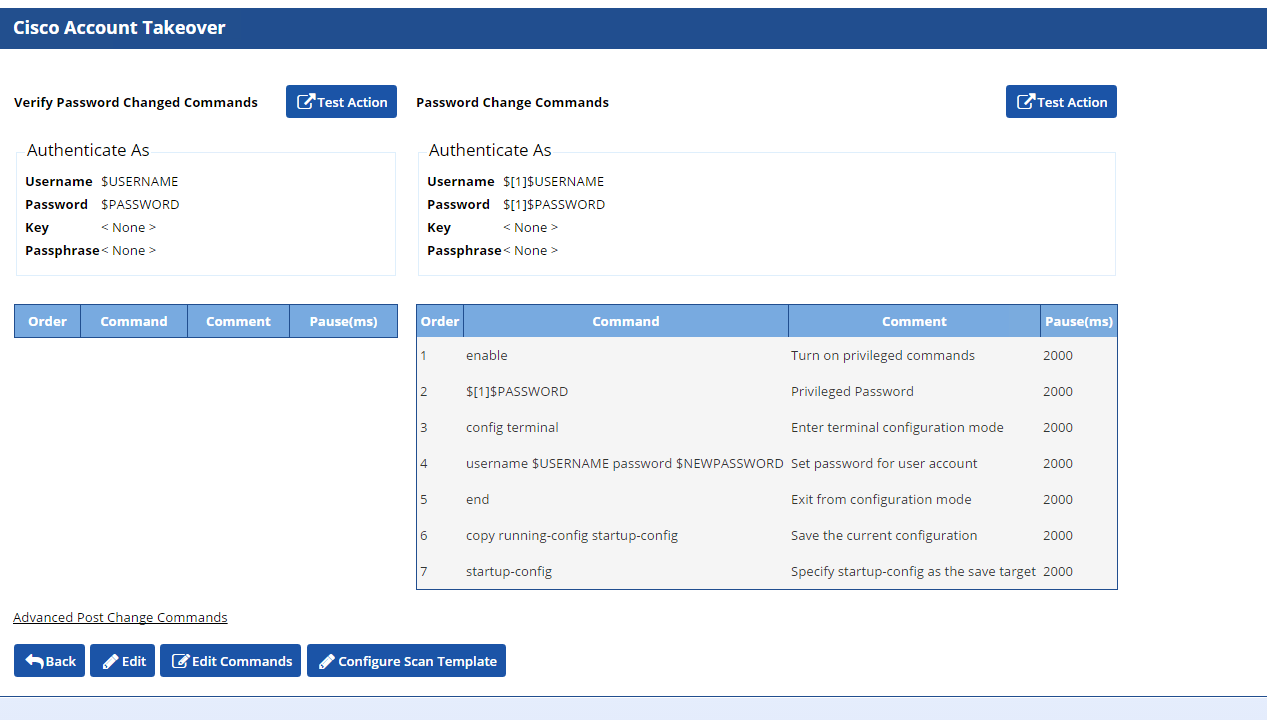 Cisco Account Takeover
Verify Password Changed Commands
Test Action
Password Change Commands
Test Action
Authenticate As
Username $USERNAME
Password $PASSWORD
Key < None >
Passphrase < None >
Authenticate As
Username $[1]$USERNAME
Password $[1]$PASSWORD
Key < None >
Passphrase < None >
Order Command Comment Pause(ms)
Order Command Comment Pause(ms)
1 enable Turn on privileged commands 2000
2 $[1]$PASSWORD Privileged Password 2000
3 config terminal Enter terminal configuration mode 2000
4 username $USERNAME password $NEWPASSWORD Set password for user account 2000
5 end Exit from configuration mode 2000
6 copy running-config startup-config Save the current configuration 2000
7 startup-config Specify startup-config as the save target 2000
Advanced Post Change Commands
Back Edit Edit Commands Configure Scan Template